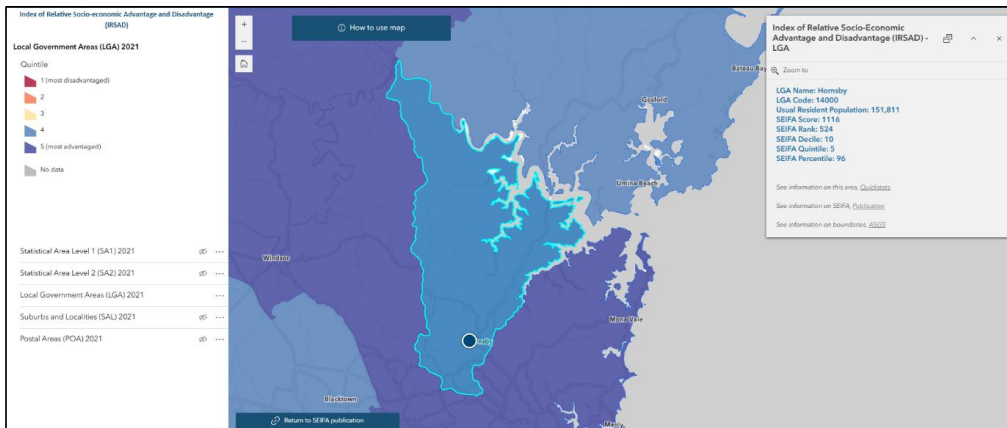 Index of Relative Socio-economic Advantage and Disadvantage
(IRSAD)
Local Government Areas (LGA) 2021
Quintile
1 (most disadvantaged)
2
3
4
5 (most advantaged)
No data
Statistical Area Level 1 (SA1) 2021
Statistical Area Level 2 (SA2) 2021
Local Government Areas (LGA) 2021
Suburbs and Localities (SAL) 2021
Postal Areas (POA) 2021
How to use map
Bateau Bay
Gosford
Umina Beach
Windsor
Mona Vale
Blacktown
Manly
Return to SEIFA publication
Index of Relative Socio-Economic
Advantage and Disadvantage (IRSAD) -
LGA
Zoom to
LGA Name: Hornsby
LGA Code: 14000
Usual Resident Population: 151,811
SEIFA Score: 1116
SEIFA Rank: 524
SEIFA Decile: 10
SEIFA Quintile: 5
SEIFA Percentile: 96
See information on this area, Quickstats
See information on SEIFA, Publication
See information on boundaries, ASGS